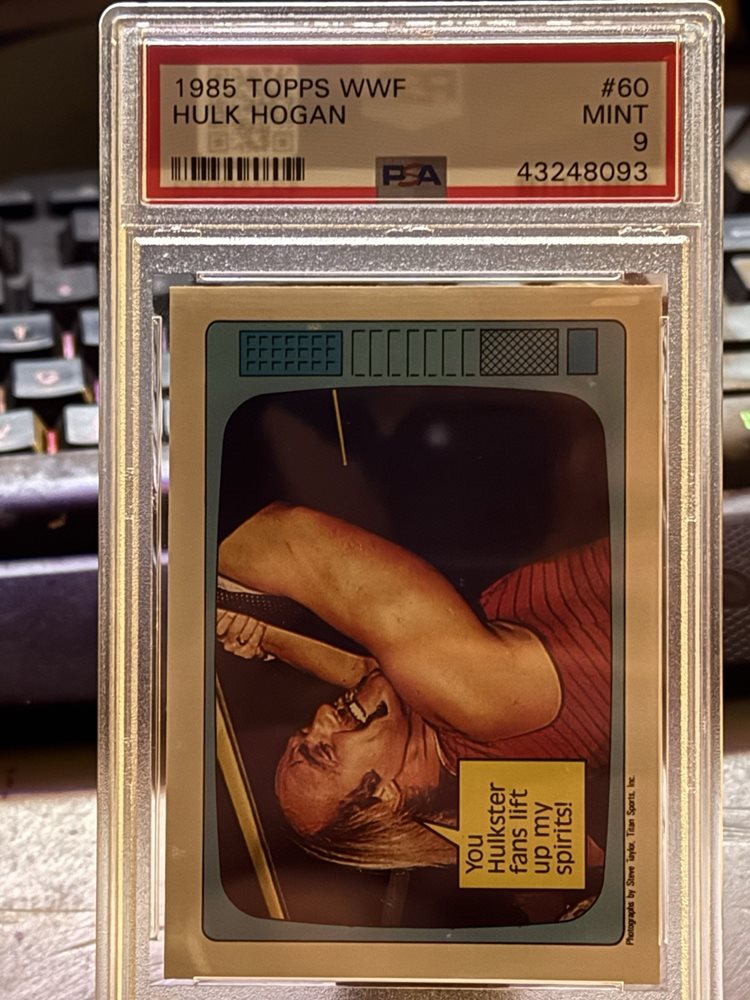 1985 TOPPS WWF #60
HULK HOGAN MINT
9
PSA 43248093
You
Hulkster
fans lift
up my
spirits!
Photographs by Steve Taylor, Titan Sports, Inc.